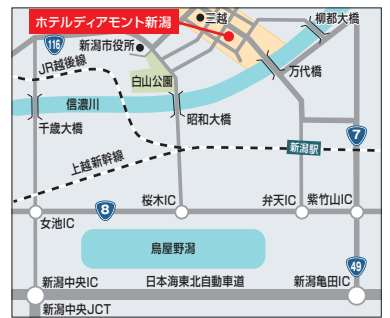 ホテルディアモント新潟
三越
柳都大橋
116
新潟市役所
JR越後線
白山公園
万代橋
信濃川
千歳大橋
昭和大橋
7
上越新幹線
新潟駅
8
桜木IC
弁天IC
紫竹山IC
女池IC
鳥屋野潟
49
新潟中央IC
日本海東北自動車道
新潟亀田IC
新潟中央JCT